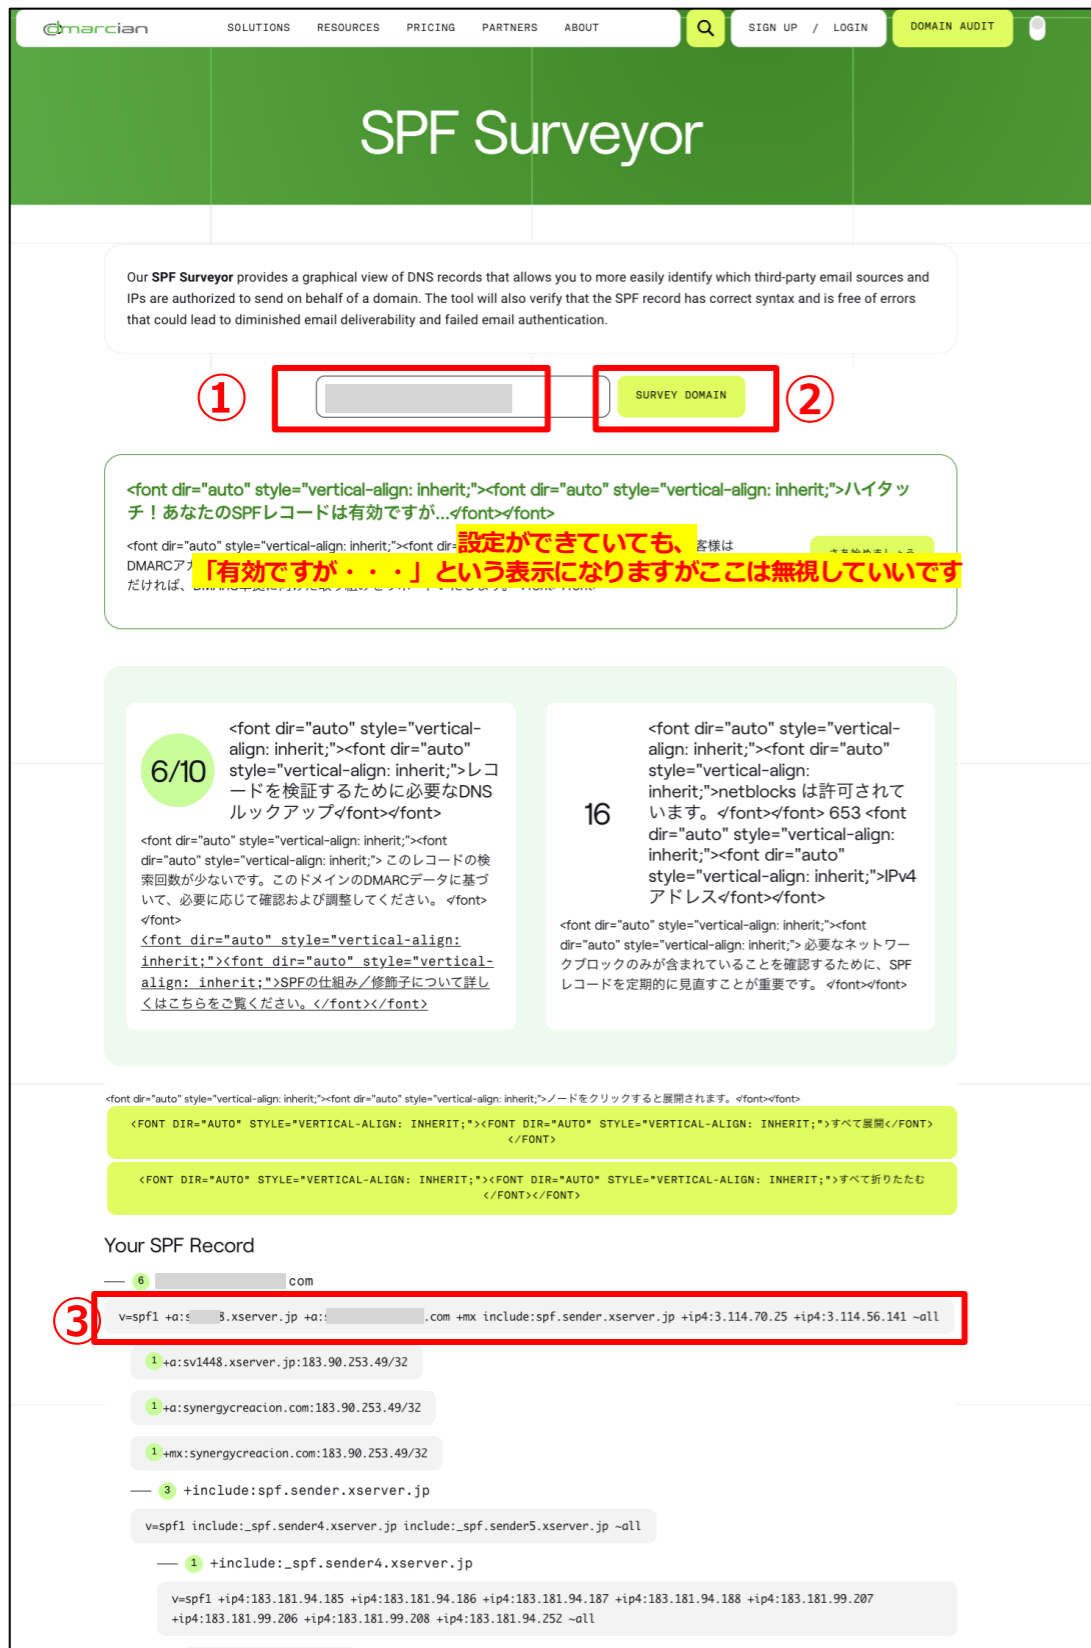 dmarcian
SOLUTIONS RESOURCES PRICING PARTNERS ABOUT SIGN UP / LOGIN DOMAIN AUDIT
SPF Surveyor
Our SPF Surveyor provides a graphical view of DNS records that allows you to more easily identify which third-party email sources and
IPs are authorized to send on behalf of a domain. The tool will also verify that the SPF record has correct syntax and is free of errors
that could lead to diminished email deliverability and failed email authentication.
① SURVEY DOMAIN ②
<font dir="auto" style="vertical-align: inherit;"><font dir="auto" style="vertical-align: inherit;">ハイタッ
チ！あなたのSPFレコードは有効ですが...</font></font>
<font dir="auto" style="vertical-align: inherit;"><font dir= 客様は
設定ができていても、
DMARCアカ
「有効ですが・・・」という表示になりますがここは無視していいです
だければ、
6/10
<font dir="auto" style="vertical-
align: inherit;"><font dir="auto"
style="vertical-align: inherit;">レコ
ードを検証するために必要なDNS
ルックアップ</font></font>
<font dir="auto" style="vertical-align: inherit;"><font
dir="auto" style="vertical-align: inherit;"> このレコードの検
索回数が少ないです。このドメインのDMARCデータに基づ
いて、必要に応じて確認および調整してください。 </font>
</font>
<font dir="auto" style="vertical-align:
inherit;"><font dir="auto" style="vertical-
align: inherit;">SPFの仕組み／修飾子について詳し
くはこちらをご覧ください。</font></font>
16
<font dir="auto" style="vertical-
align: inherit;"><font dir="auto"
style="vertical-align:
inherit;">netblocks は許可されて
います。</font></font> 653 <font
dir="auto" style="vertical-align:
inherit;"><font dir="auto"
style="vertical-align: inherit;">IPv4
アドレス</font></font>
<font dir="auto" style="vertical-align: inherit;"><font
dir="auto" style="vertical-align: inherit;"> 必要なネットワー
クブロックのみが含まれていることを確認するために、SPF
レコードを定期的に見直すことが重要です。 </font></font>
<font dir="auto" style="vertical-align: inherit;"><font dir="auto" style="vertical-align: inherit;">ノードをクリックすると展開されます。</font></font>
<FONT DIR="AUTO" STYLE="VERTICAL-ALIGN: INHERIT;"><FONT DIR="AUTO" STYLE="VERTICAL-ALIGN: INHERIT;">すべて展開</FONT>
</FONT>
<FONT DIR="AUTO" STYLE="VERTICAL-ALIGN: INHERIT;"><FONT DIR="AUTO" STYLE="VERTICAL-ALIGN: INHERIT;">すべて折りたたむ
</FONT></FONT>
Your SPF Record
6 com
③ v=spf1 +a:s 8.xserver.jp +a: .com +mx include:spf.sender.xserver.jp +ip4:3.114.70.25 +ip4:3.114.56.141 ~all
1 +a:sv1448.xserver.jp:183.90.253.49/32
1 +a:synergycreacion.com:183.90.253.49/32
1 +mx:synergycreacion.com:183.90.253.49/32
3 +include:spf.sender.xserver.jp
v=spf1 include:_spf.sender4.xserver.jp include:_spf.sender5.xserver.jp ~all
1 +include:_spf.sender4.xserver.jp
v=spf1 +ip4:183.181.94.185 +ip4:183.181.94.186 +ip4:183.181.94.187 +ip4:183.181.94.188 +ip4:183.181.99.207
+ip4:183.181.99.206 +ip4:183.181.99.208 +ip4:183.181.94.252 ~all